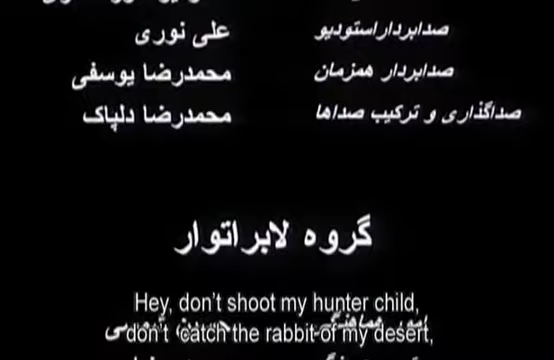 صدابردار استودیو علی نوری
صدابردار همزمان محمدرضا یوسفی
صداگذاری و ترکیب صداها محمدرضا دلپاک
گروه لابراتوار
Hey, don't shoot my hunter child,
don't catch the rabbit of my desert,